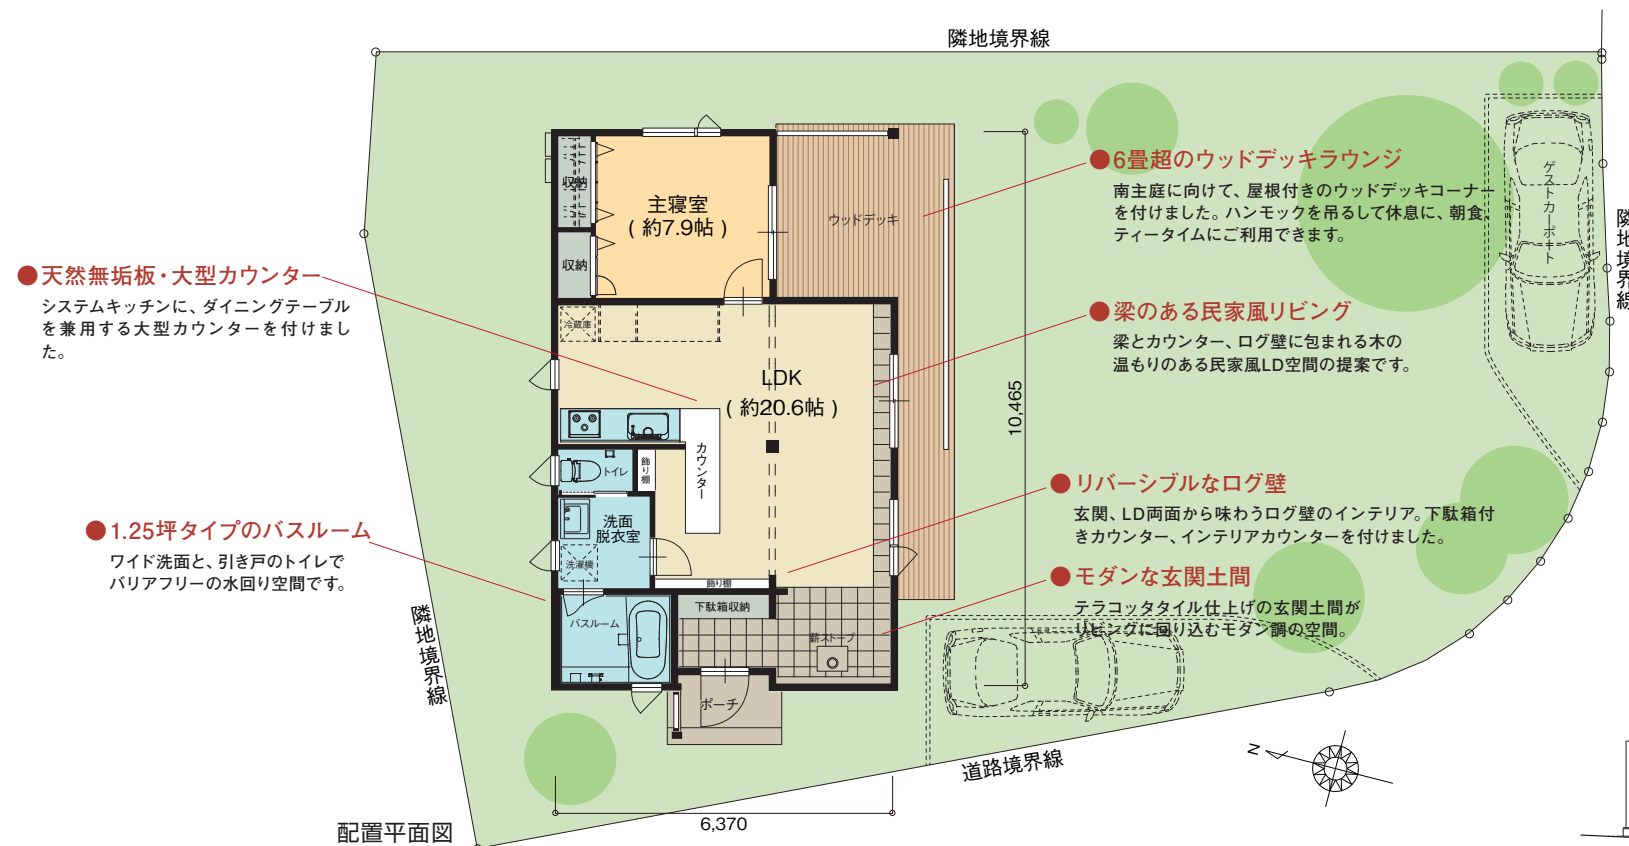 隣地境界線
●6畳超のウッドデッキラウンジ
南主庭に向けて、屋根付きのウッドデッキコーナー
を付けました。ハンモックを吊るして休息に、朝食、
ティータイムにご利用できます。
ゲストカーポート
隣地境界線
収納
主寝室
( 約7.9帖 )
ウッドデッキ
収納
●天然無垢板・大型カウンター
システムキッチンに、ダイニングテーブル
を兼用する大型カウンターを付けまし
た。
冷蔵庫
●梁のある民家風リビング
梁とカウンター、ログ壁に包まれる木の
温もりのある民家風LD空間の提案です。
LDK
( 約20.6帖 )
10,465
カウンター
トイレ
飾り棚
●リバーシブルなログ壁
玄関、LD両面から味わうログ壁のインテリア。下駄箱付
きカウンター、インテリアカウンターを付けました。
●1.25坪タイプのバスルーム
ワイド洗面と、引き戸のトイレで
バリアフリーの水回り空間です。
洗面
脱衣室
洗濯機
飾り棚
●モダンな玄関土間
テラコッタタイル仕上げの玄関土間が
リビングに回り込むモダン調の空間。
下駄箱収納
バスルーム
薪ストーブ
隣地境界線
ポーチ
道路境界線
N
6,370
配置平面図